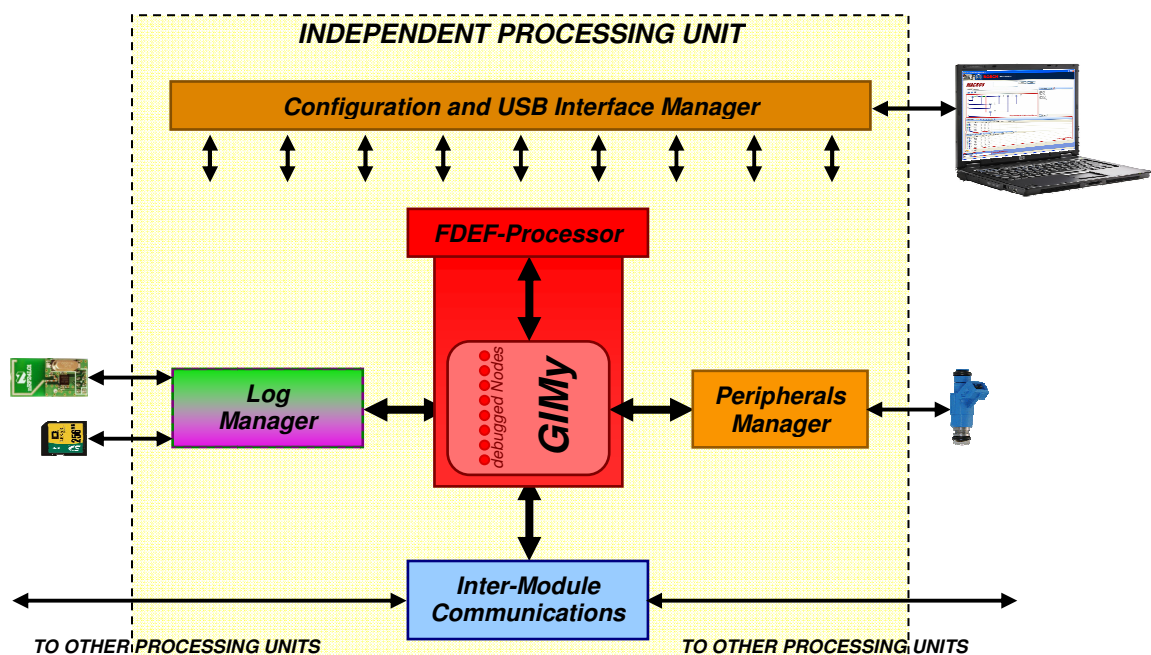 INDEPENDENT PROCESSING UNIT
Configuration and USB Interface Manager
FDEF-Processor
debugged Nodes
GIMy
Log
Manager
Peripherals
Manager
256
Inter-Module
Communications
TO OTHER PROCESSING UNITS
TO OTHER PROCESSING UNITS